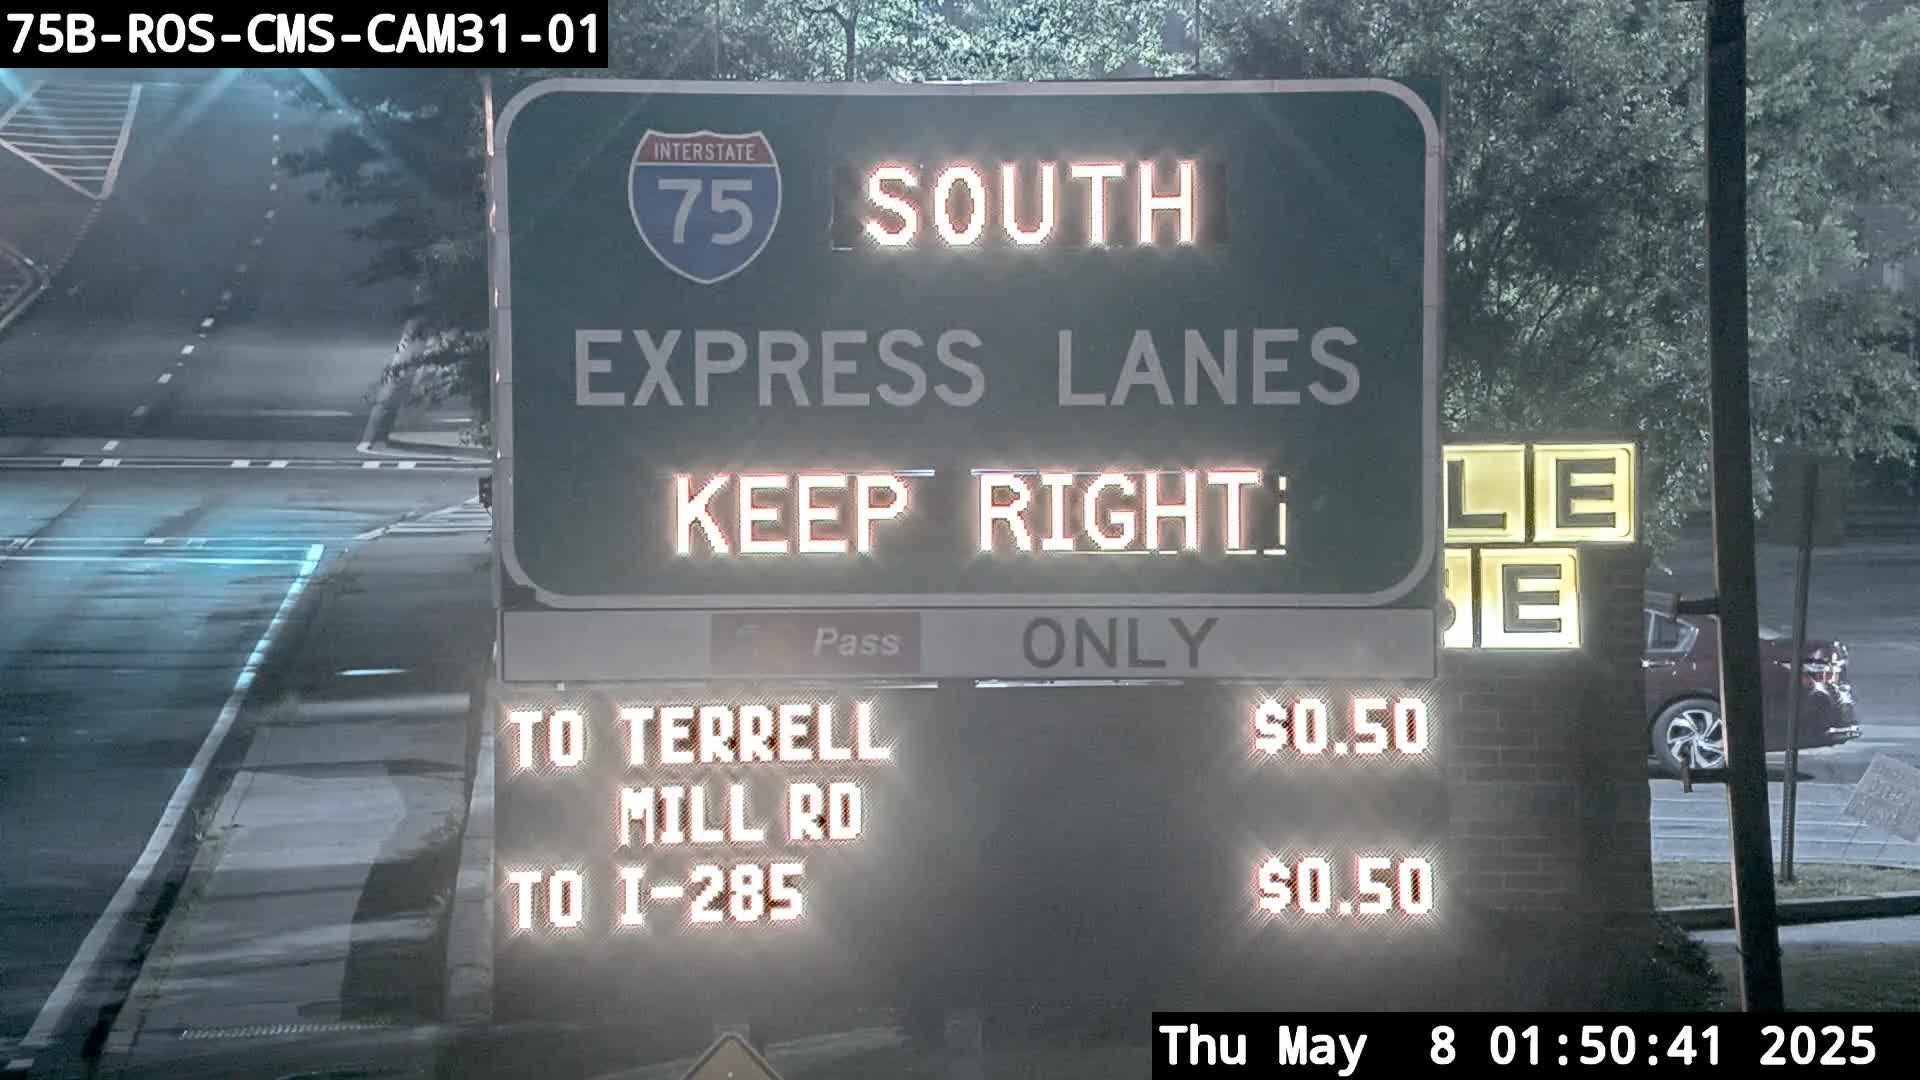 75B-ROS-CMS-CAM31-01
INTERSTATE
75
SOUTH
EXPRESS LANES
KEEP RIGHT
Pass ONLY
TO TERRELL $0.50
MILL RD
TO I-285 $0.50
LE
E
Thu May 8 01:50:41 2025